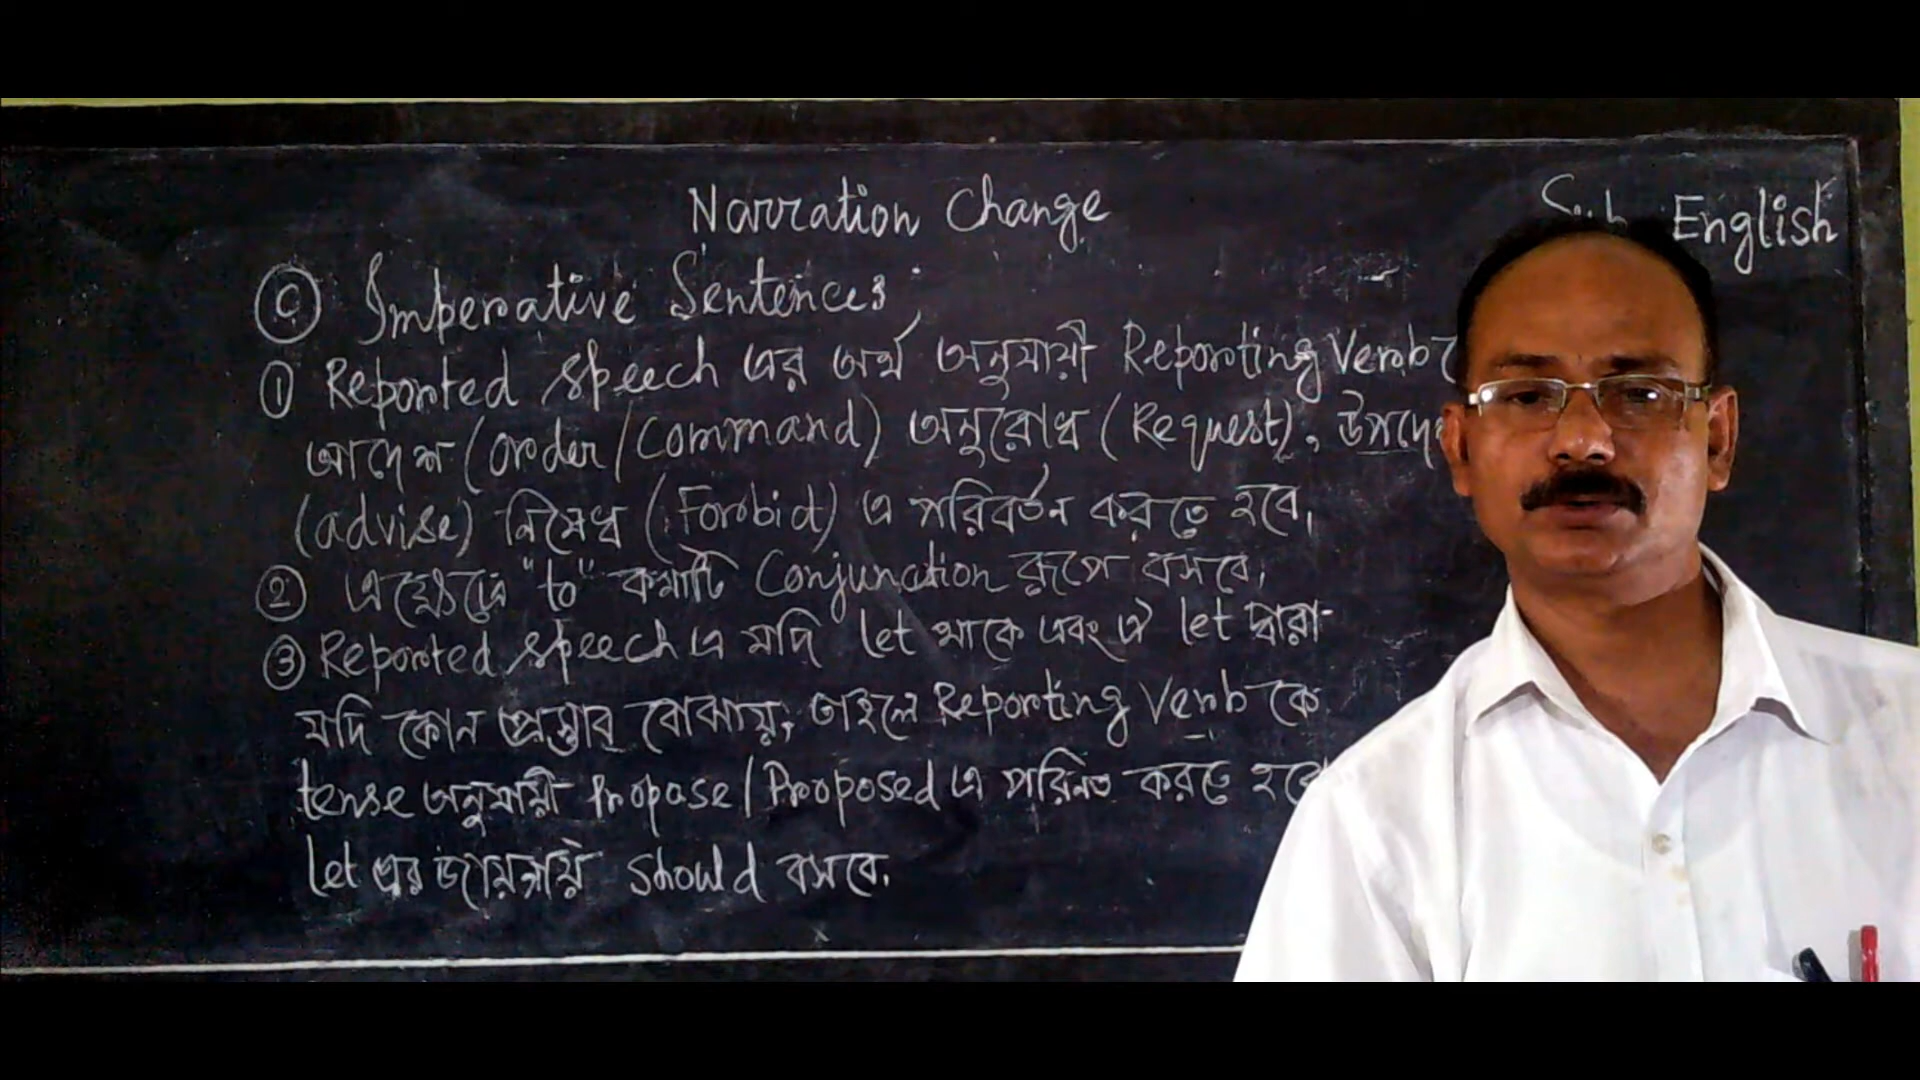 Narration Change
Sub English
C Imperative Sentence:
1 Reported speech এর অর্থ অনুযায়ী Reporting Verb
আদেশ (order/Command) অনুরোধ (Request), উপদেশ
(advise) নিষেধ (Forbid) এ পরিবর্তন করতে হবে,
2 এক্ষেত্রে "to" কথাটি Conjunction রূপে বসবে,
3 Reported speech এ যদি let থাকে এবং ঐ let দ্বারা
যদি কোন প্রস্তাব বোঝায়, তাহলে Reporting Verb কে
tense অনুযায়ী Propose/Proposed এ পরিনত করতে হবে
let এর জায়গায় should বসবে,